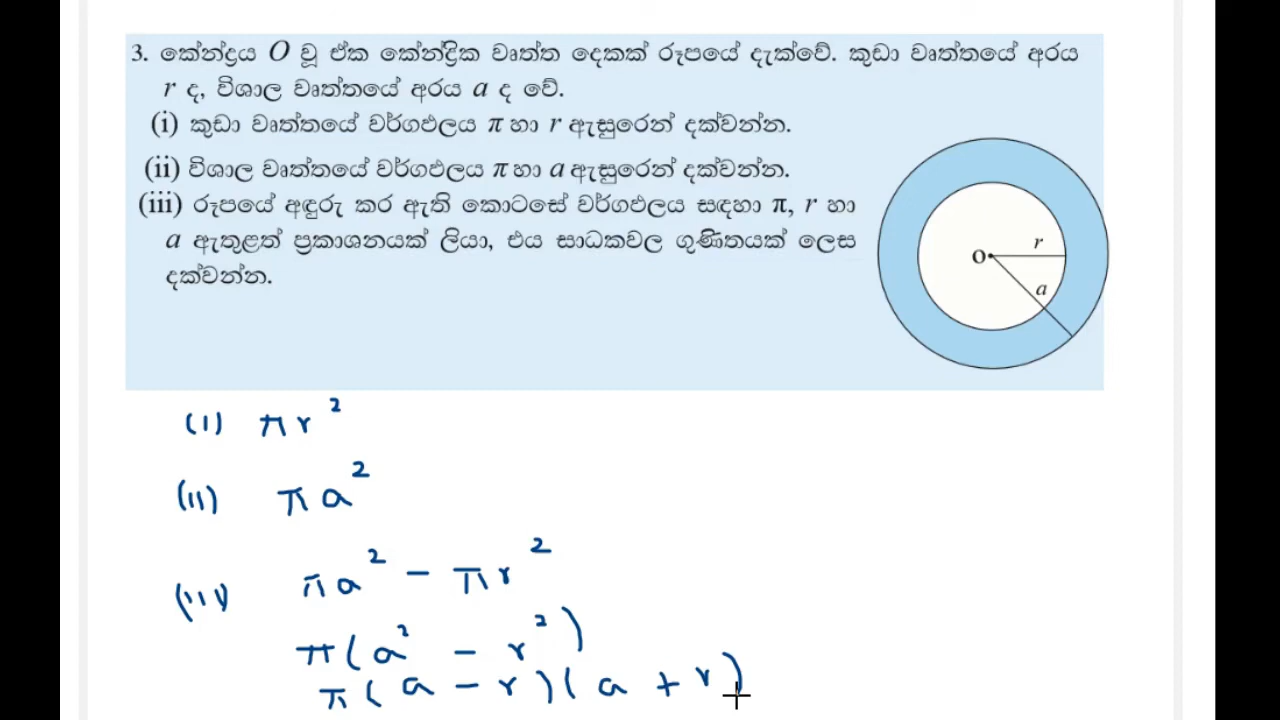 3. කේන්ද්‍රය O වූ ඒක කේන්ද්‍රික වෘත්ත දෙකක් රූපයේ දැක්වේ. කුඩා වෘත්තයේ අරය
r ද, විශාල වෘත්තයේ අරය a ද වේ.
(i) කුඩා වෘත්තයේ වර්ගඵලය π හා r ඇසුරෙන් දක්වන්න.
(ii) විශාල වෘත්තයේ වර්ගඵලය π හා a ඇසුරෙන් දක්වන්න.
(iii) රූපයේ අඳුරු කර ඇති කොටසේ වර්ගඵලය සඳහා π, r හා
a ඇතුළත් ප්‍රකාශනයක් ලියා, එය සාධකවල ගුණිතයක් ලෙස
දක්වන්න.
r
O
a
(i) πr²
(ii) πa²
(iii) πa² - πr²
π(a² - r²)
π(a - r)(a + r)